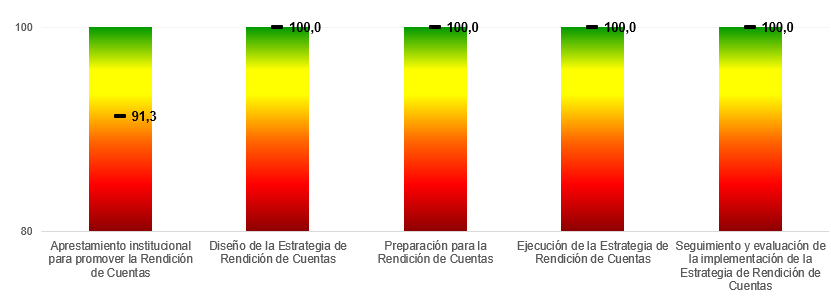 100
80
91,3
100,0
100,0
100,0
100,0
Aprestamiento institucional
para promover la Rendición
de Cuentas
Diseño de la Estrategia de
Rendición de Cuentas
Preparación para la
Rendición de Cuentas
Ejecución de la Estrategia de
Rendición de Cuentas
Seguimiento y evaluación de
la implementación de la
Estrategia de Rendición de
Cuentas